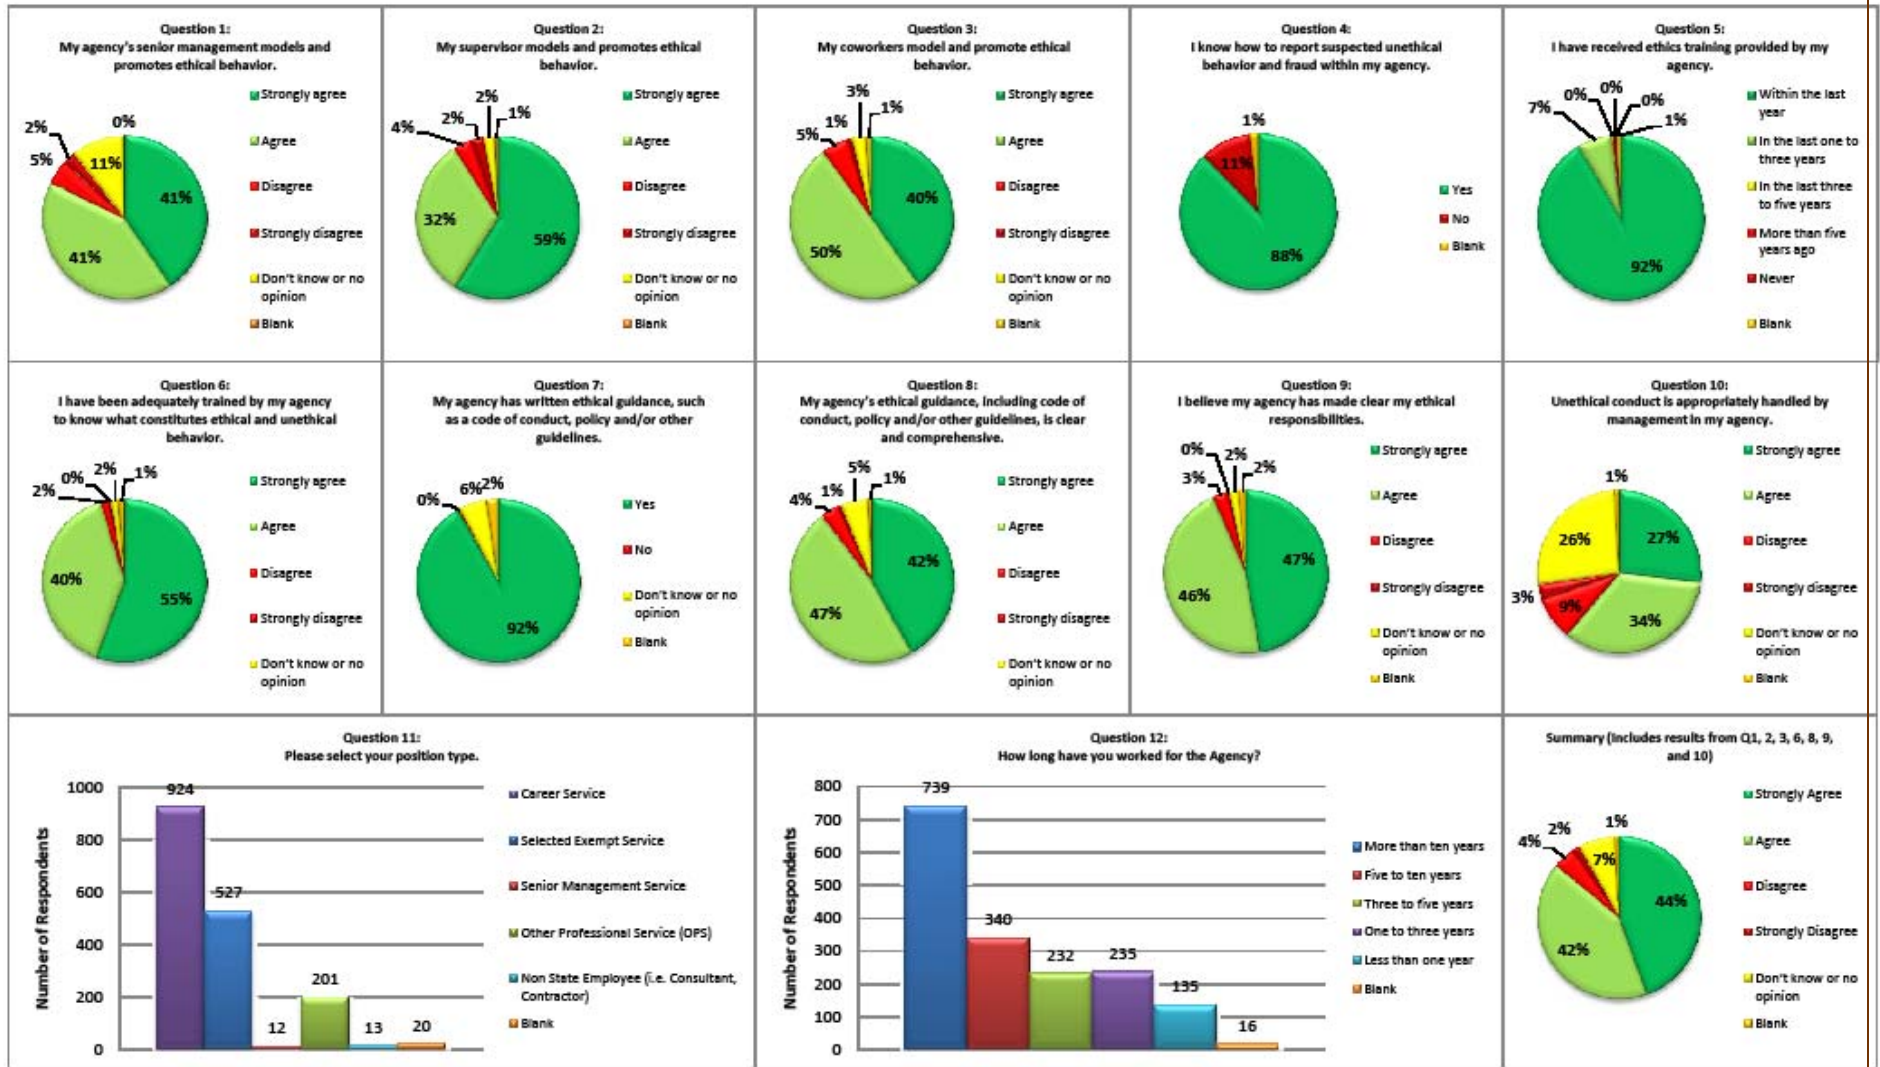 Question 1:
My agency's senior management models and
promotes ethical behavior.
Strongly agree
Agree
Disagree
Strongly disagree
Don't know or no
opinion
Blank
0%
2%
5%
11%
41%
41%
Question 2:
My supervisor models and promotes ethical
behavior.
Strongly agree
Agree
Disagree
Strongly disagree
Don't know or no
opinion
Blank
2%
2%
1%
4%
32%
59%
Question 3:
My coworkers model and promote ethical
behavior.
Strongly agree
Agree
Disagree
Strongly disagree
Don't know or no
opinion
Blank
3%
1%
1%
5%
40%
50%
Question 4:
I know how to report suspected unethical
behavior and fraud within my agency.
1%
11%
88%
Yes
No
Blank
Question 5:
I have received ethics training provided by my
agency.
0%
0%
0%
7%
1%
92%
Within the last
year
In the last one to
three years
In the last three
to five years
More than five
years ago
Never
Blank
Question 6:
I have been adequately trained by my agency
to know what constitutes ethical and unethical
behavior.
2%
0%
2%
1%
40%
55%
Strongly agree
Agree
Disagree
Strongly disagree
Don't know or no
opinion
Question 7:
My agency has written ethical guidance, such
as a code of conduct, policy and/or other
guidelines.
0%
6%
2%
92%
Yes
No
Don't know or no
opinion
Blank
Question 8:
My agency's ethical guidance, including code of
conduct, policy and/or other guidelines, is clear
and comprehensive.
4%
1%
5%
1%
42%
47%
Strongly agree
Agree
Disagree
Strongly disagree
Don't know or no
opinion
Question 9:
I believe my agency has made clear my ethical
responsibilities.
0%
2%
2%
3%
47%
46%
Strongly agree
Agree
Disagree
Strongly disagree
Don't know or no
opinion
Blank
Question 10:
Unethical conduct is appropriately handled by
management in my agency.
1%
26%
27%
3%
9%
34%
Strongly agree
Agree
Disagree
Strongly disagree
Don't know or no
opinion
Blank
Question 11:
Please select your position type.
Number of Respondents
1000
800
600
400
200
0
924
527
12
201
13
20
Career Service
Selected Exempt Service
Senior Management Service
Other Professional Service (OPS)
Non State Employee (i.e. Consultant,
Contractor)
Blank
Question 12:
How long have you worked for the Agency?
Number of Respondents
800
700
600
500
400
300
200
100
0
739
340
232
235
135
16
More than ten years
Five to ten years
Three to five years
One to three years
Less than one year
Blank
Summary (Includes results from Q1, 2, 3, 6, 8, 9,
and 10)
4%
2%
7%
1%
44%
42%
Strongly Agree
Agree
Disagree
Strongly Disagree
Don't know or no
opinion
Blank